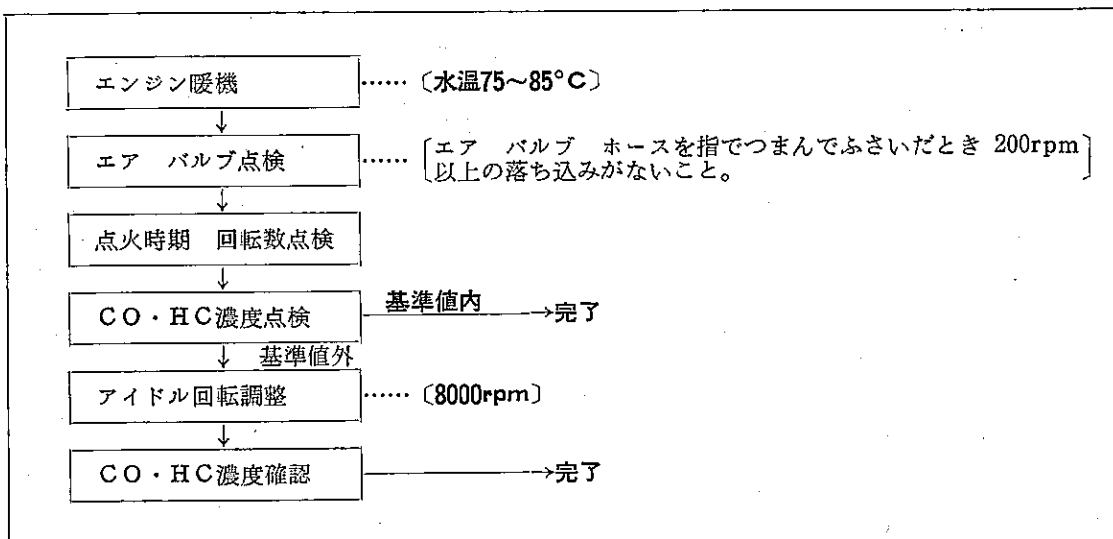 エンジン暖機 …… 〔水温75～85°C〕
↓
エア バルブ点検 …… 〔エア バルブ ホースを指でつまんでふさいだとき 200rpm
以上の落ち込みがないこと。〕
↓
点火時期 回転数点検
↓
CO・HC濃度点検 基準値内 → 完了
↓ 基準値外
アイドル回転調整 …… 〔8000rpm〕
↓
CO・HC濃度確認 → 完了